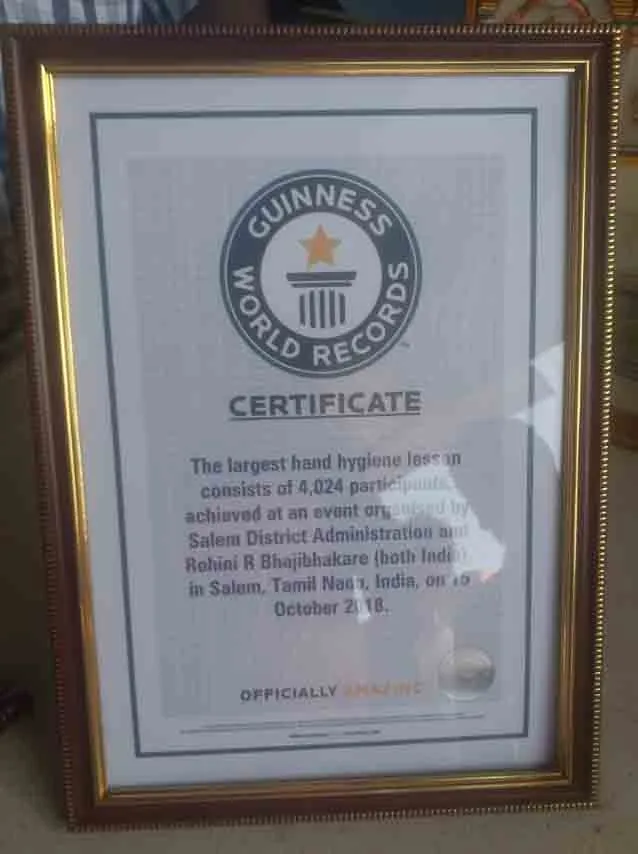 GUINNESS
WORLD RECORDS
CERTIFICATE
The largest hand hygiene lesson
consists of 4,024 participants,
achieved at an event organised by
Salem District Administration and
Rohini R Bhajibhakare (both India)
in Salem, Tamil Nadu, India, on
October 2018.
OFFICIALLY AMAZING